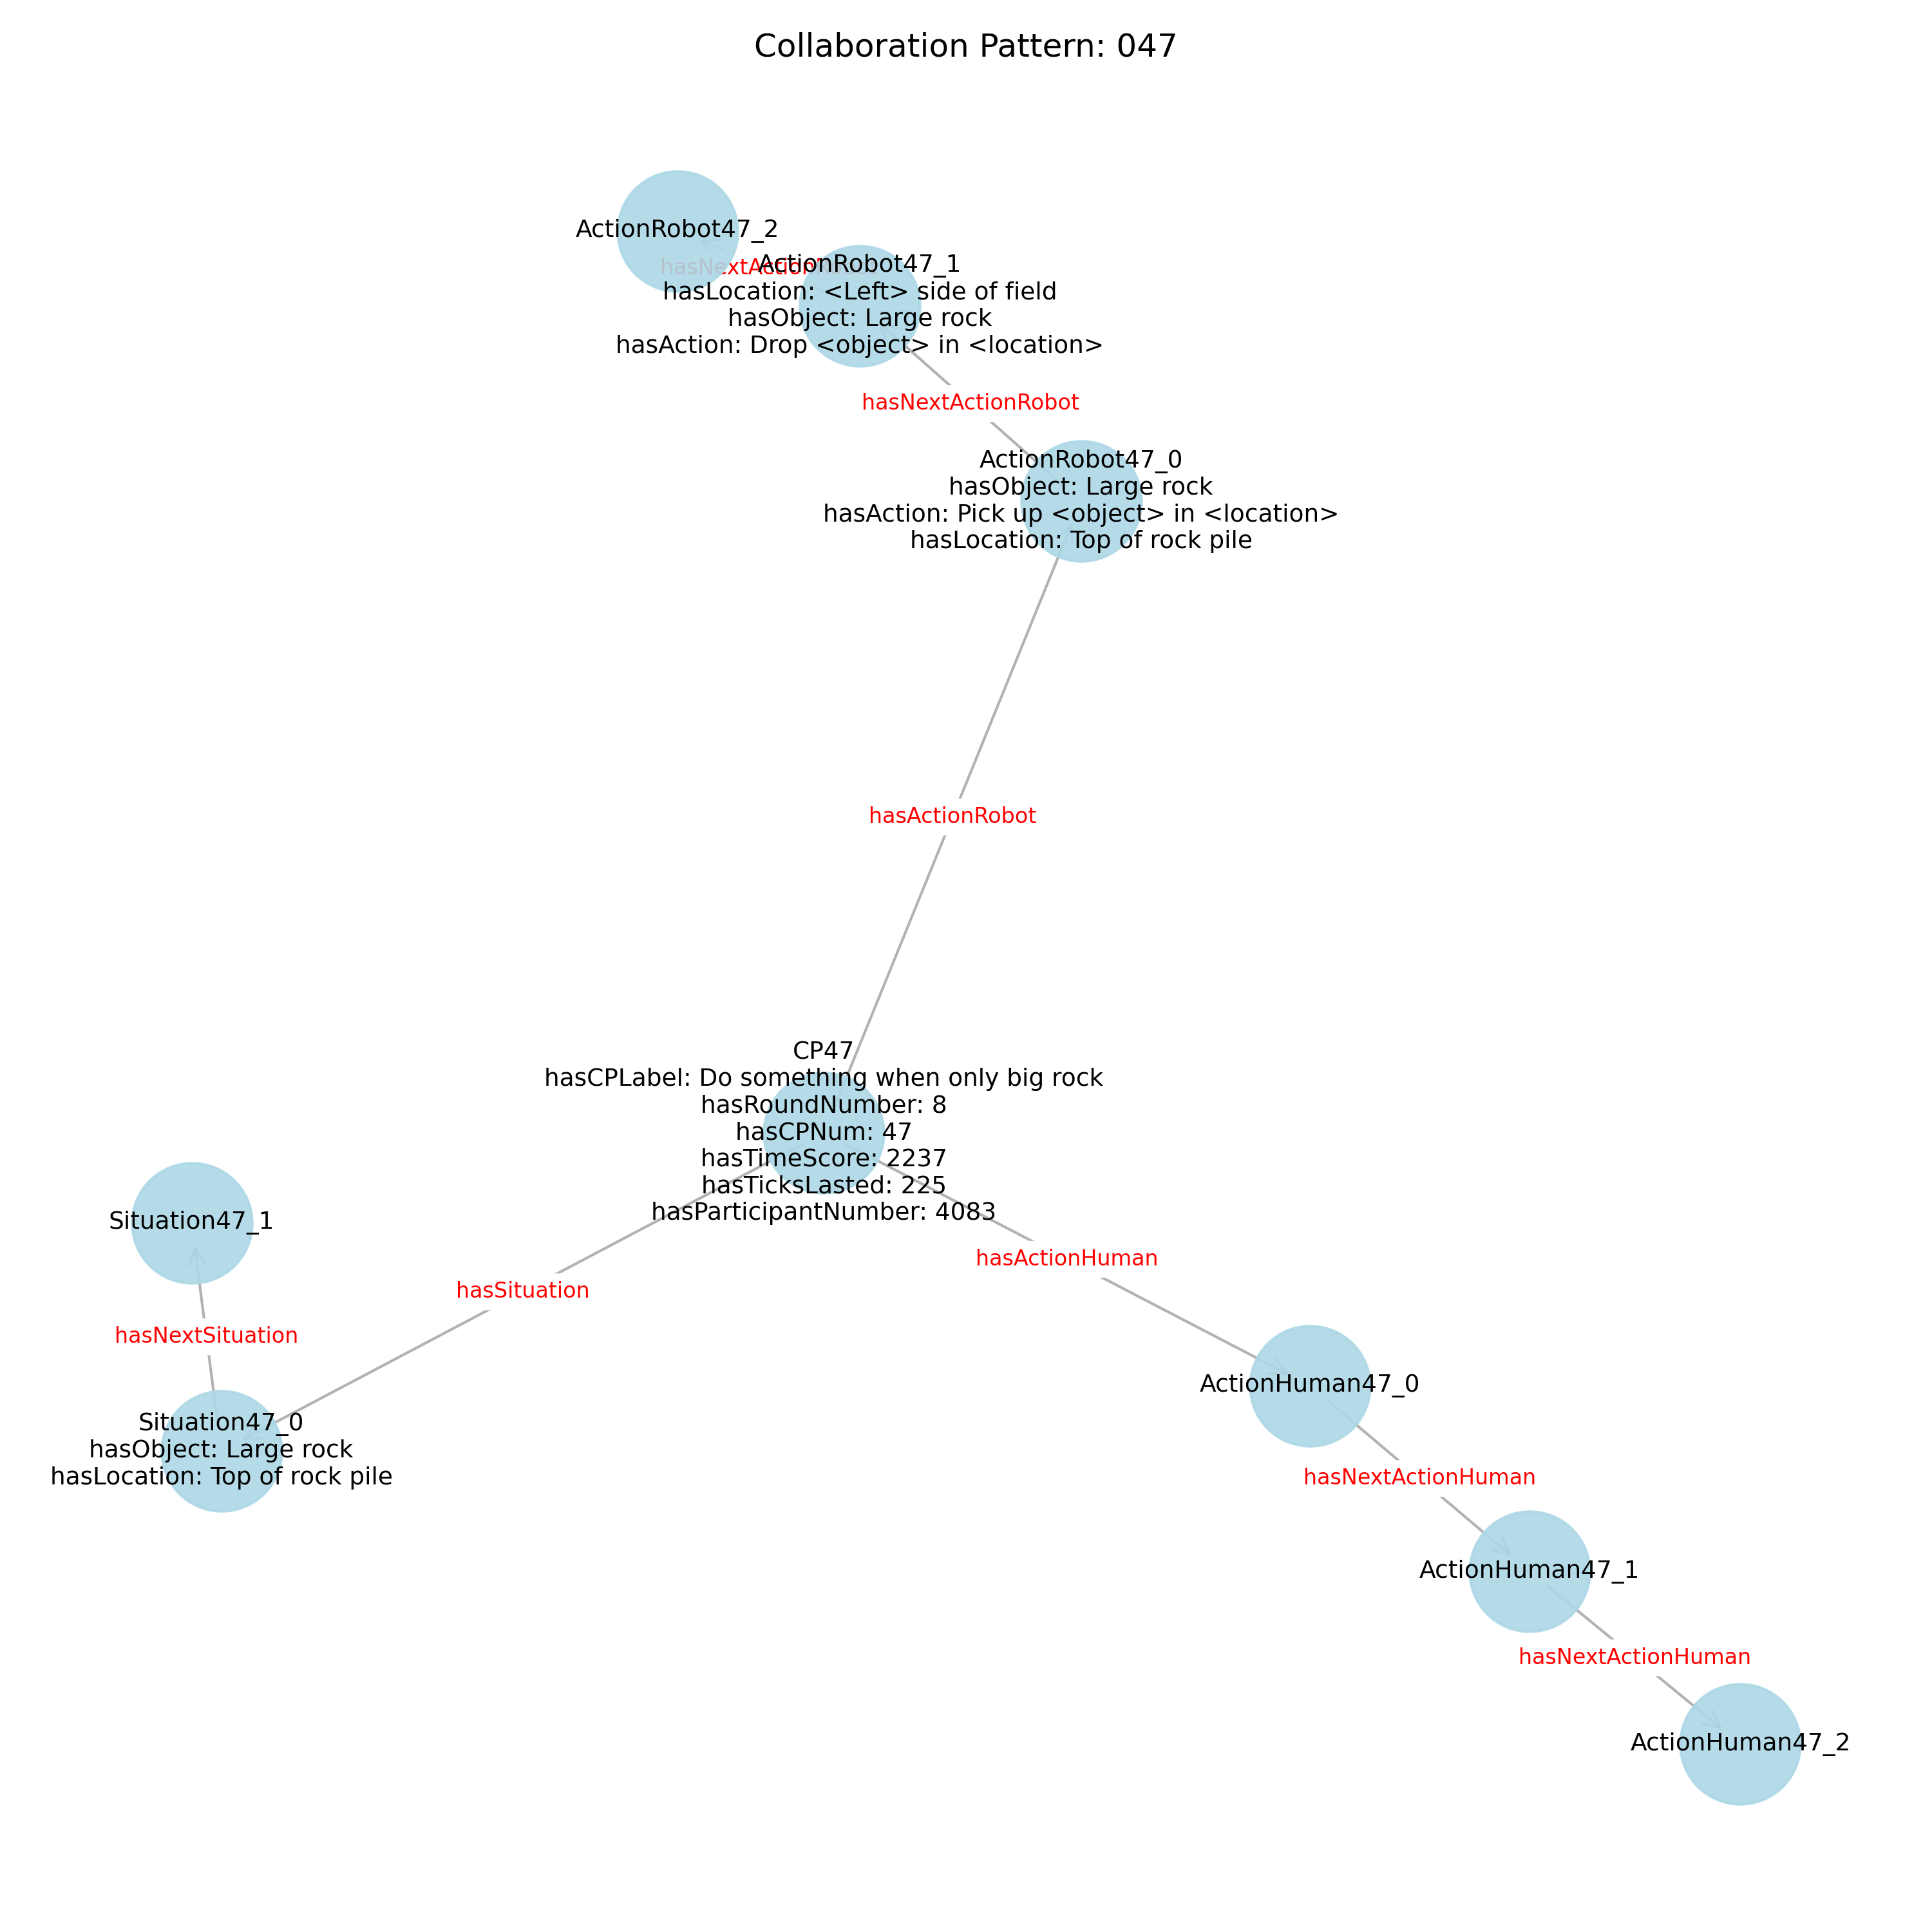 Collaboration Pattern: 047
ActionRobot47_2
ActionRobot47_1
hasLocation: <Left> side of field
hasObject: Large rock
hasAction: Drop <object> in <location>
hasNextActionRobot
ActionRobot47_0
hasObject: Large rock
hasAction: Pick up <object> in <location>
hasLocation: Top of rock pile
hasActionRobot
CP47
hasCPLabel: Do something when only big rock
hasRoundNumber: 8
hasCPNum: 47
hasTimeScore: 2237
hasTicksLasted: 225
hasParticipantNumber: 4083
Situation47_1
hasActionHuman
hasSituation
hasNextSituation
ActionHuman47_0
Situation47_0
hasObject: Large rock
hasLocation: Top of rock pile
hasNextActionHuman
ActionHuman47_1
hasNextActionHuman
ActionHuman47_2